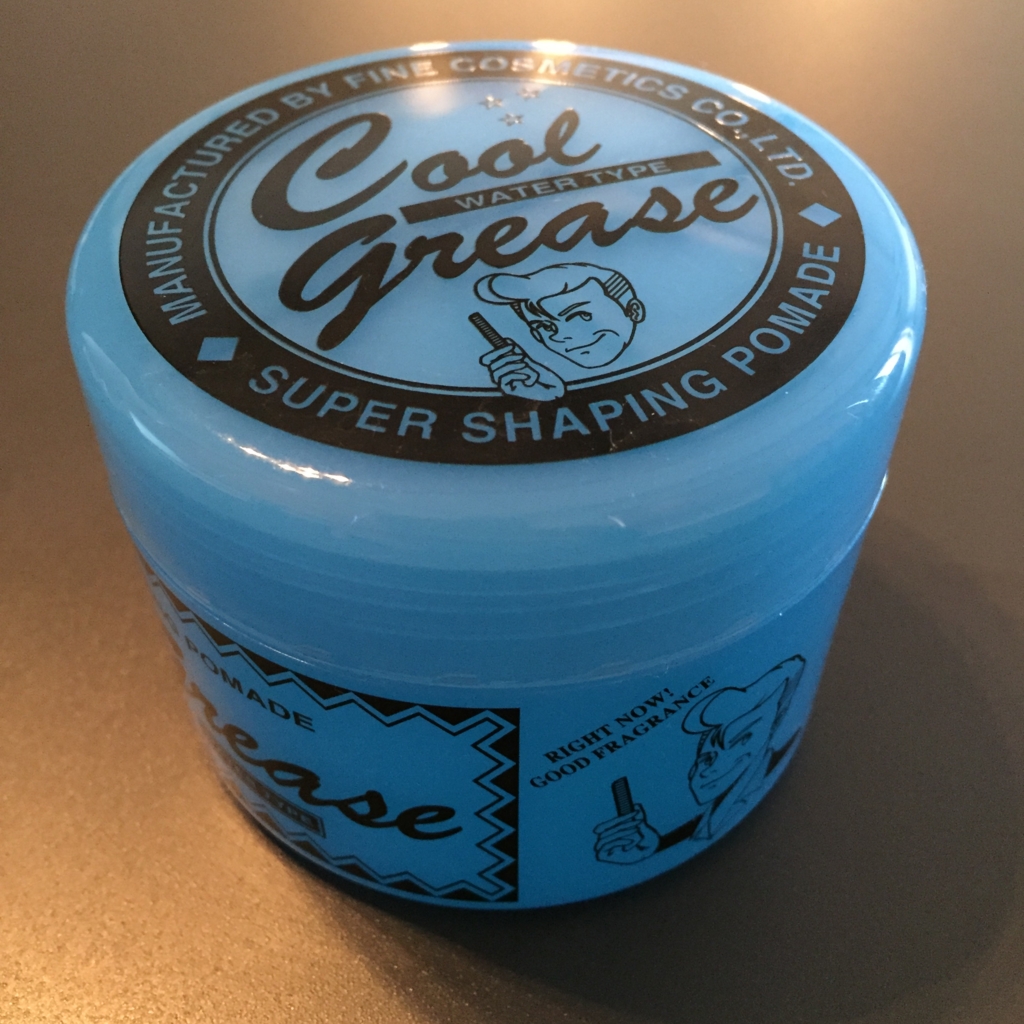 MANUFACTURED BY FINE COSMETICS CO., LTD.
Cool
WATER TYPE
Grease
SUPER SHAPING POMADE
POMADE
rease
RIGHT NOW!
GOOD FRAGRANCE